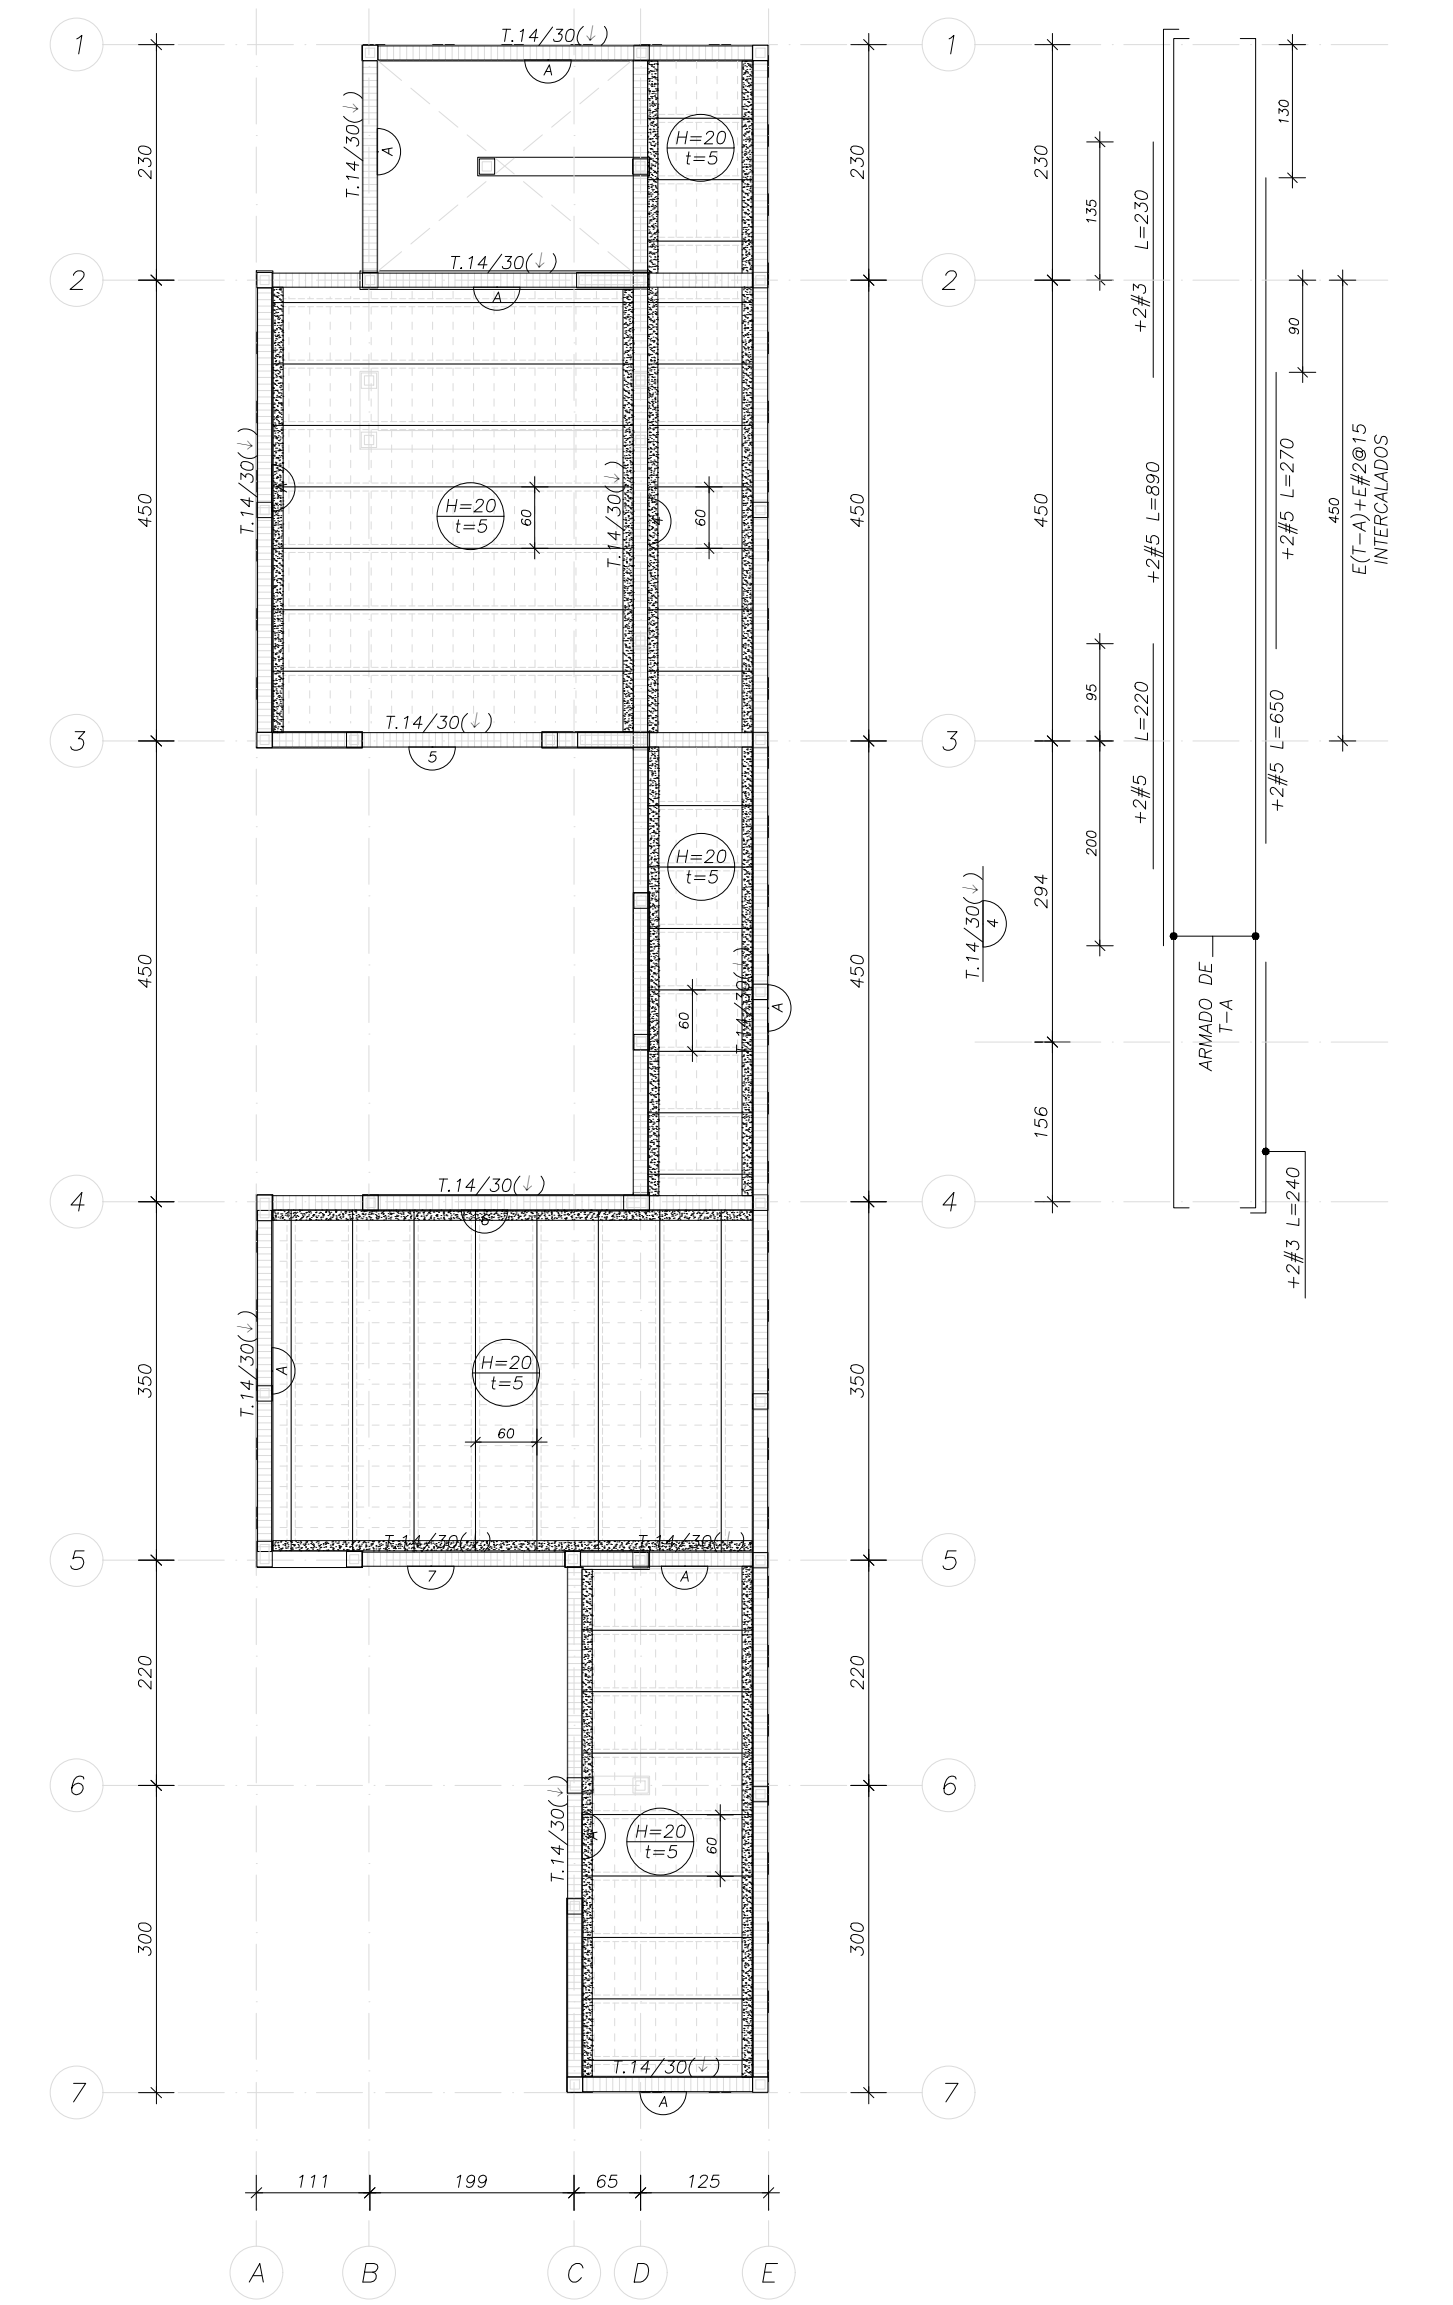 1
T.14/30(↓)
A
1
T.14/30(↓)
A
H=20
t=5
230
230
230
130
135
+2#3 L=230
T.14/30(↓)
2
A
2
90
T.14/30(↓)
H=20
t=5
60
T.14/30(↓)
60
450
450
450
+2#5 L=890
+2#5 L=270
450
E(T-A)+E#2@15
INTERCALADOS
95
+2#5 L=220
+2#5 L=650
T.14/30(↓)
3
5
3
H=20
t=5
200
294
T.14/30(↓)
4
450
450
60
T.14/30(↓)
A
ARMADO DE
T-A
156
T.14/30(↓)
4
6
4
+2#3 L=240
T.14/30(↓)
A
H=20
t=5
60
350
350
T.14/30(↓)
T.14/30(↓)
5
7
A
5
220
220
6
6
T.14/30(↓)
A
H=20
t=5
60
300
300
T.14/30(↓)
7
A
7
111
199
65
125
A
B
C
D
E